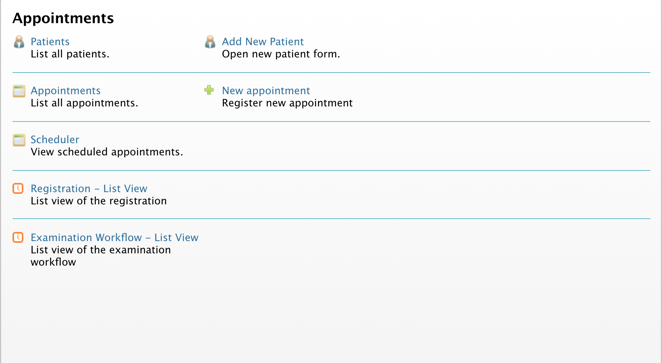 Appointments
Patients
List all patients.
Add New Patient
Open new patient form.
Appointments
List all appointments.
New appointment
Register new appointment
Scheduler
View scheduled appointments.
Registration – List View
List view of the registration
Examination Workflow – List View
List view of the examination
workflow